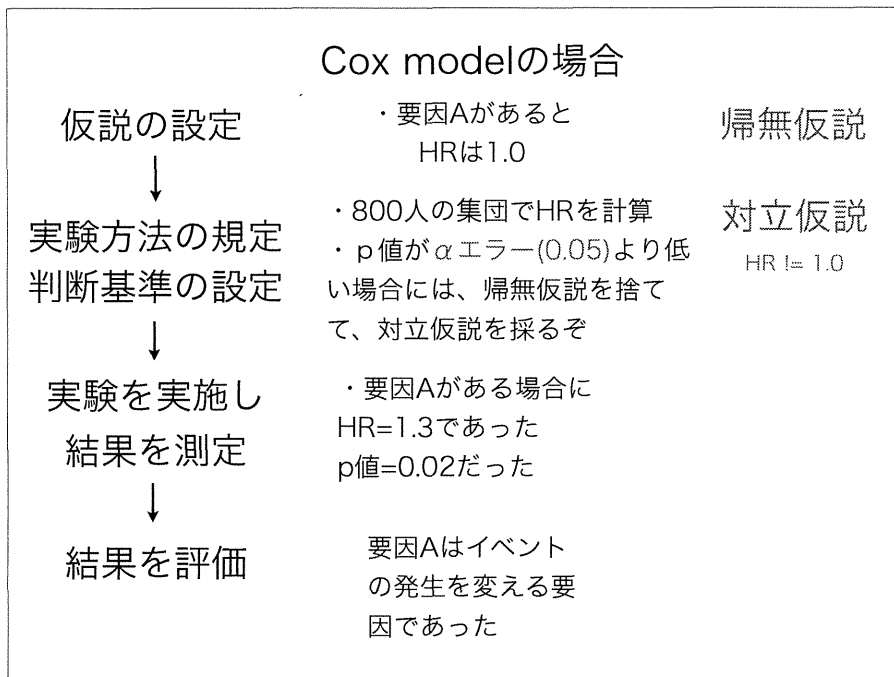 Cox modelの場合
仮説の設定
・要因Aがあると
HRは1.0
帰無仮説
↓
実験方法の規定
判断基準の設定
・800人の集団でHRを計算
・p値がαエラー(0.05)より低
い場合には、帰無仮説を捨て
て、対立仮説を採るぞ
対立仮説
HR != 1.0
↓
実験を実施し
結果を測定
・要因Aがある場合に
HR=1.3であった
p値=0.02だった
↓
結果を評価
要因Aはイベント
の発生を変える要
因であった